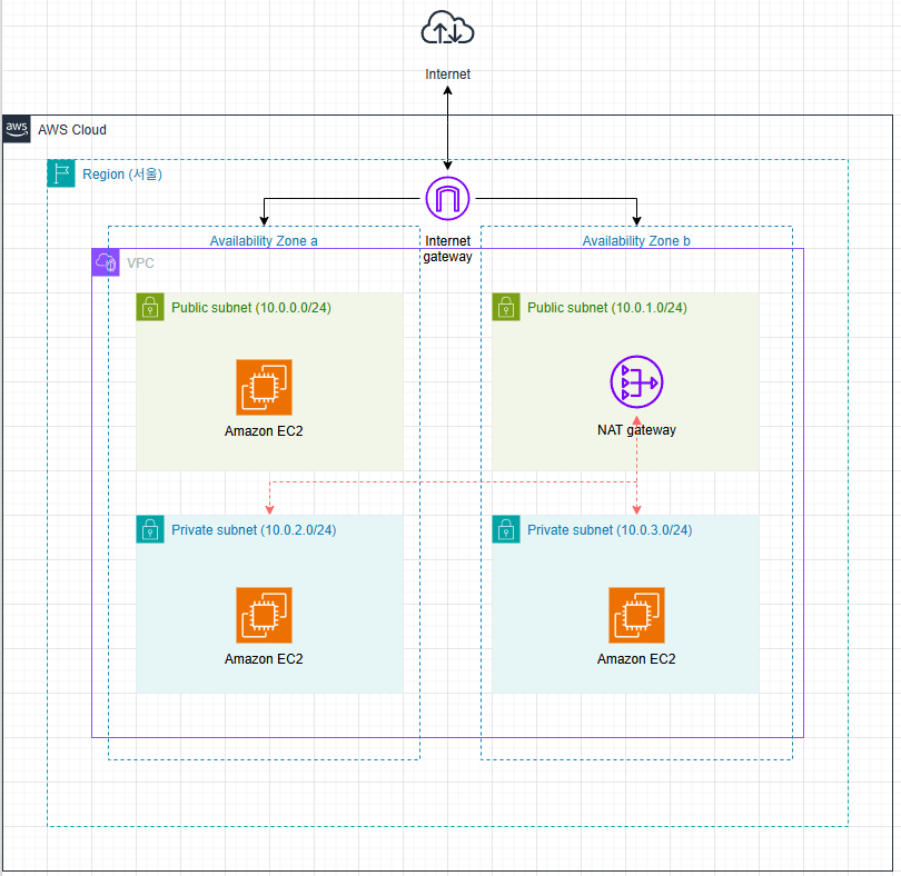 Internet
aws
AWS Cloud
Region (서울)
Internet
gateway
Availability Zone a
Availability Zone b
VPC
Public subnet (10.0.0.0/24)
Public subnet (10.0.1.0/24)
Amazon EC2
NAT gateway
Private subnet (10.0.2.0/24)
Private subnet (10.0.3.0/24)
Amazon EC2
Amazon EC2